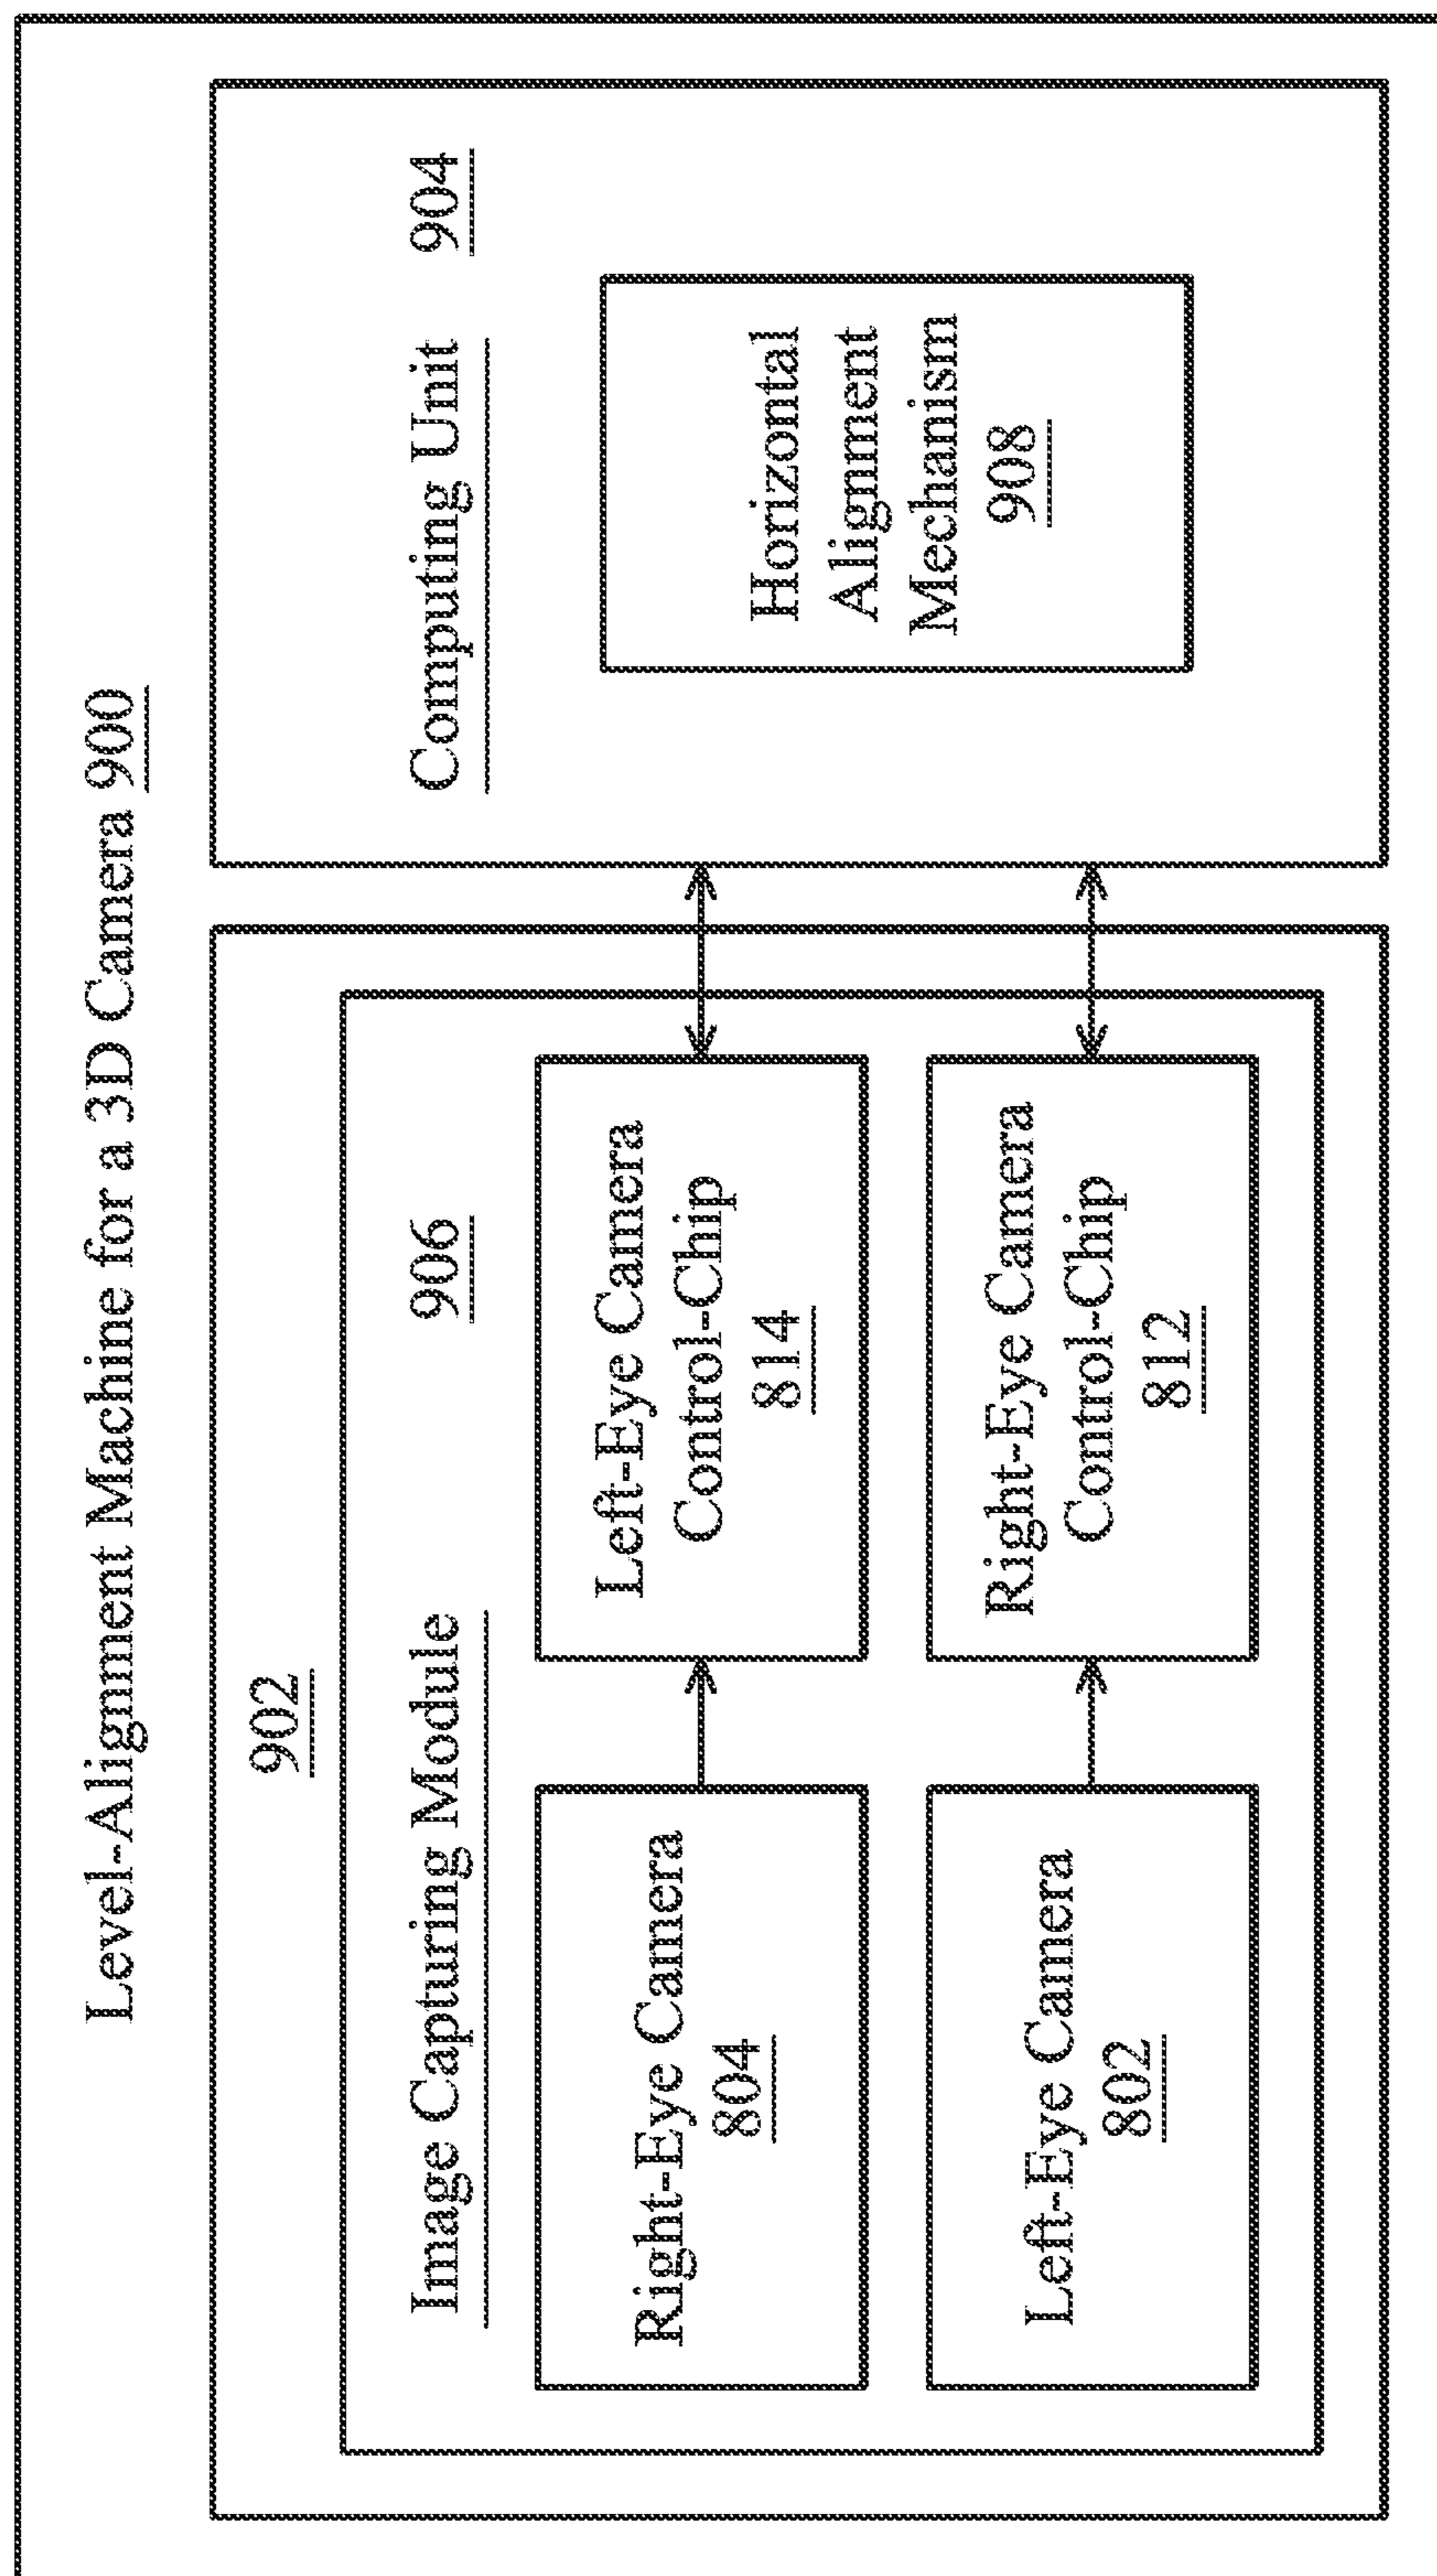 Level-Alignment Machine for a 3D Camera 900
902
Image Capturing Module 906
Right-Eye Camera
804
Left-Eye Camera
Control-Chip
814
Left-Eye Camera
802
Right-Eye Camera
Control-Chip
812
Computing Unit 904
Horizontal
Alignment
Mechanism
908